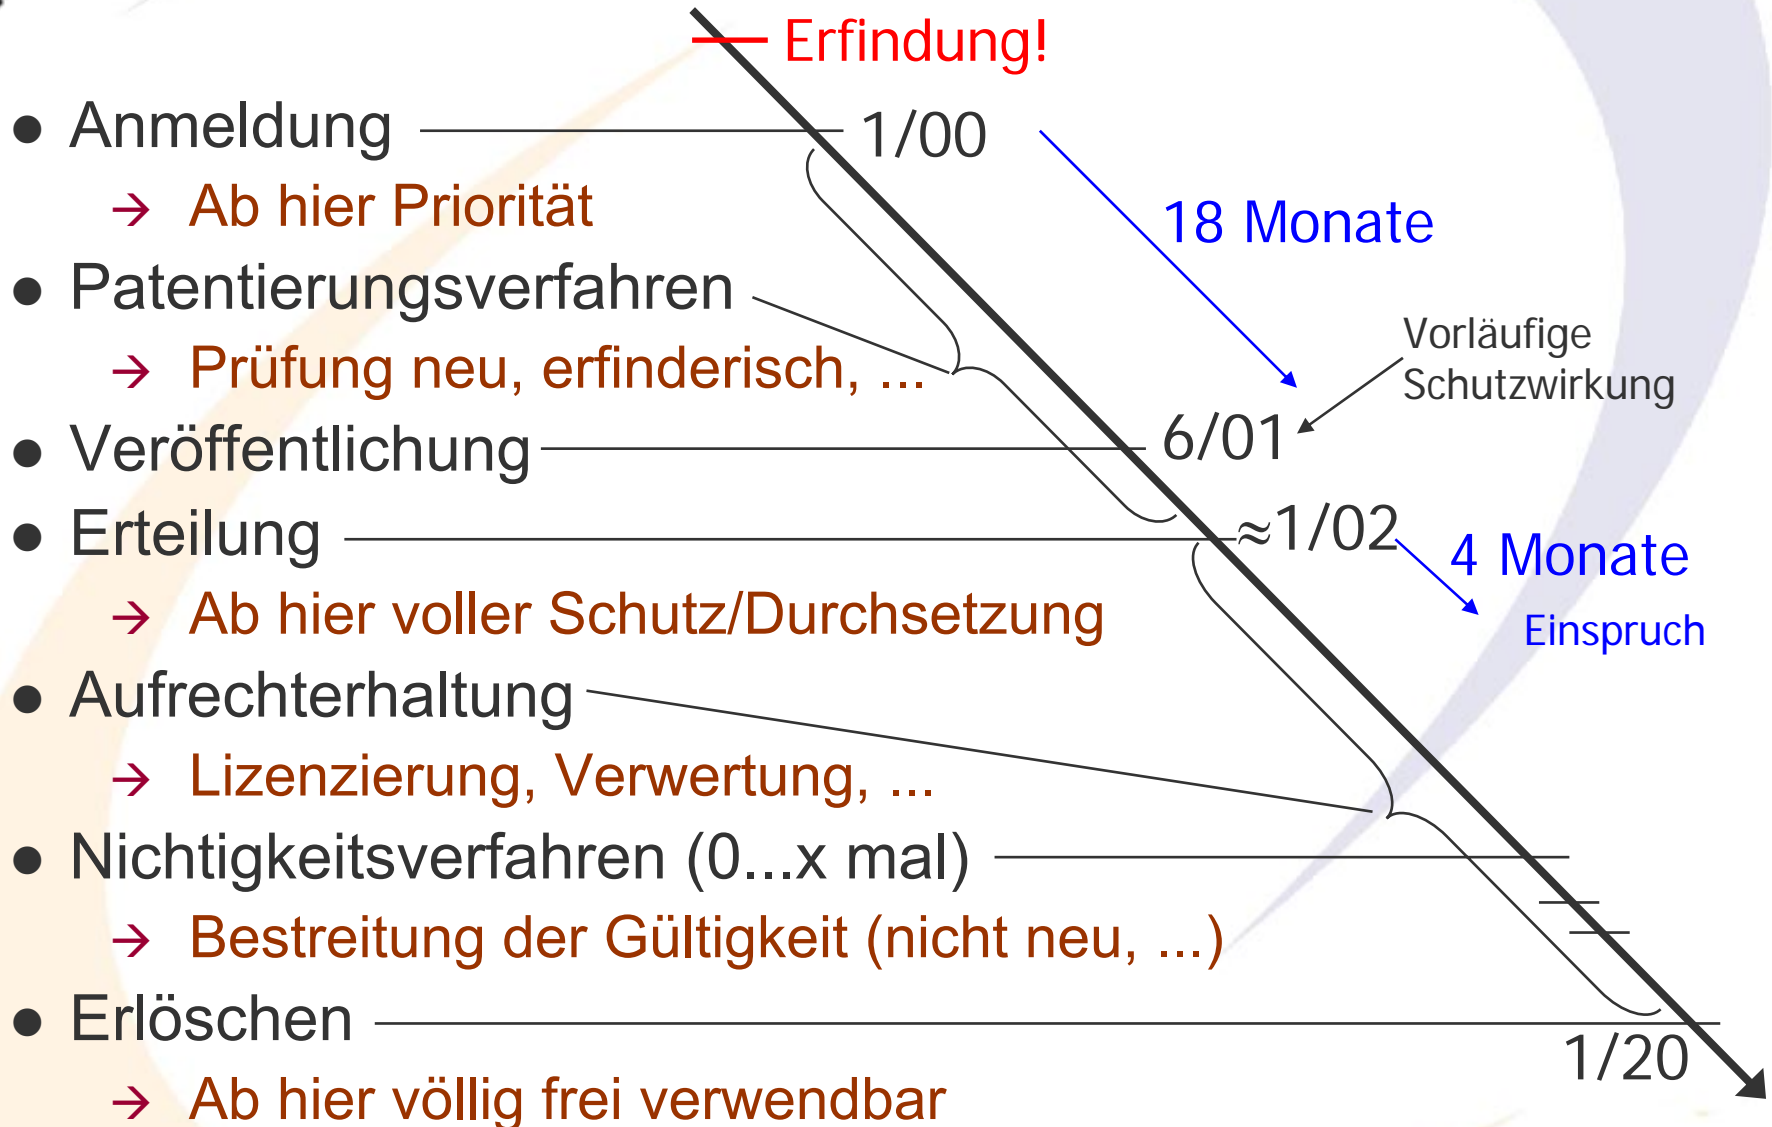 Erfindung!
● Anmeldung 1/00
→ Ab hier Priorität
18 Monate
● Patentierungsverfahren
→ Prüfung neu, erfinderisch, ...
Vorläufige
Schutzwirkung
● Veröffentlichung 6/01
● Erteilung ≈1/02
4 Monate
Einspruch
→ Ab hier voller Schutz/Durchsetzung
● Aufrechterhaltung
→ Lizenzierung, Verwertung, ...
● Nichtigkeitsverfahren (0...x mal)
→ Bestreitung der Gültigkeit (nicht neu, ...)
● Erlöschen
1/20
→ Ab hier völlig frei verwendbar